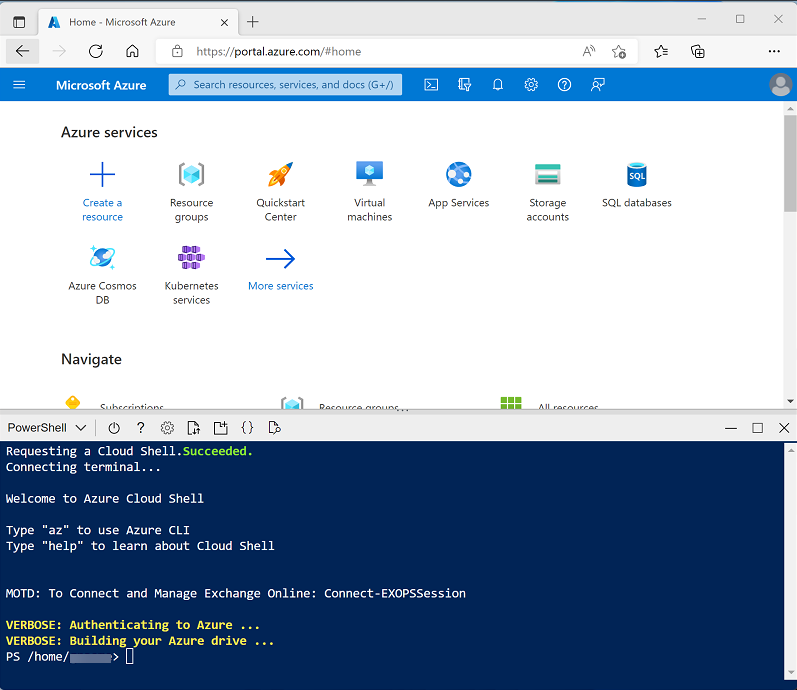 Home - Microsoft Azure
https://portal.azure.com/#home
Microsoft Azure
Search resources, services, and docs (G+/)
Azure services
Create a resource
Resource groups
Quickstart Center
Virtual machines
App Services
Storage accounts
SQL
SQL databases
Azure Cosmos DB
Kubernetes services
More services
Navigate
Subscriptions
Resource groups
All resources
PowerShell
Requesting a Cloud Shell.Succeeded.
Connecting terminal...
Welcome to Azure Cloud Shell
Type "az" to use Azure CLI
Type "help" to learn about Cloud Shell
MOTD: To Connect and Manage Exchange Online: Connect-EXOPSSession
VERBOSE: Authenticating to Azure ...
VERBOSE: Building your Azure drive ...
PS /home/ >